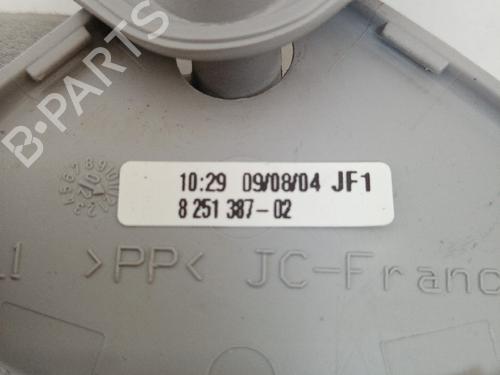 B-PARTS
10:29 09/08/04 JF1
8 251 387-02
>PP< JC-Franc